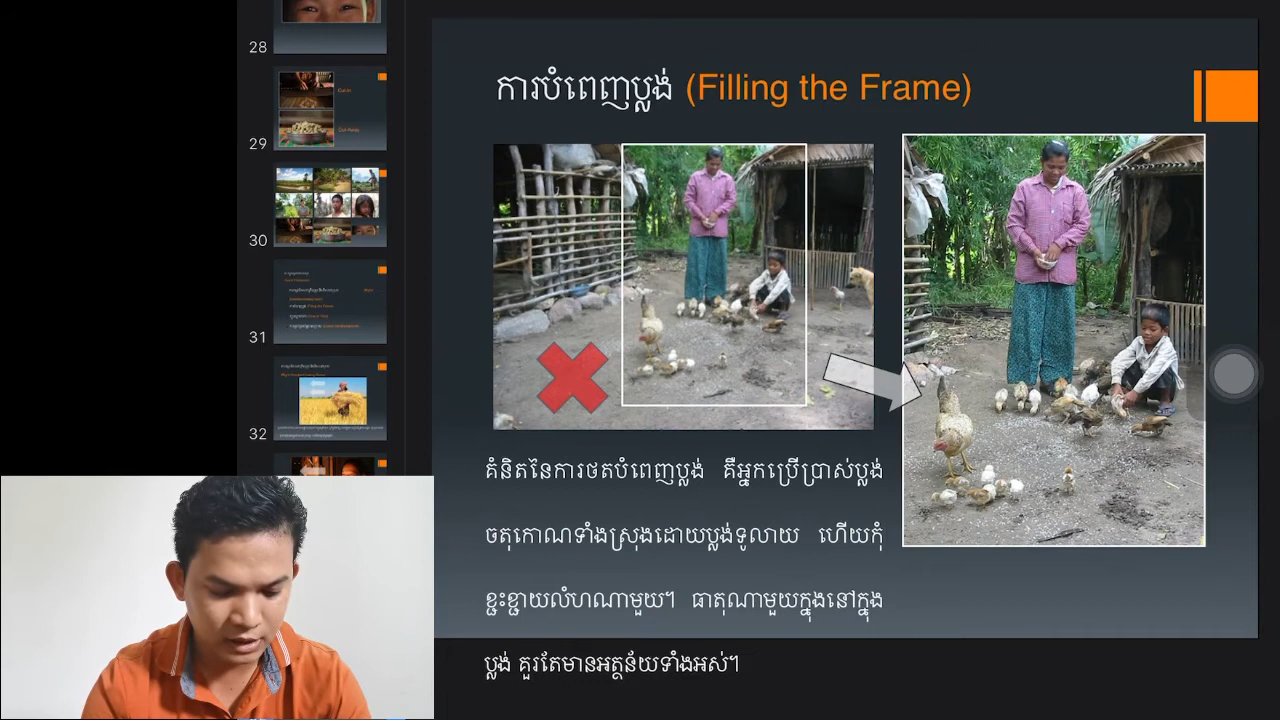 28
29
30
31
32
ការបំពេញប្លង់ (Filling the Frame)
គំនិតនៃការថតបំពេញប្លង់ គឺអ្នកប្រើប្រាស់ប្លង់
ចតុកោណទាំងស្រុងដោយប្លង់ទូលាយ ហើយកុំ
ខ្ជះខ្ជាយលំហណាមួយ។ ធាតុណាមួយក្នុងនៅក្នុង
ប្លង់ គួរតែមានអត្ថន័យទាំងអស់។